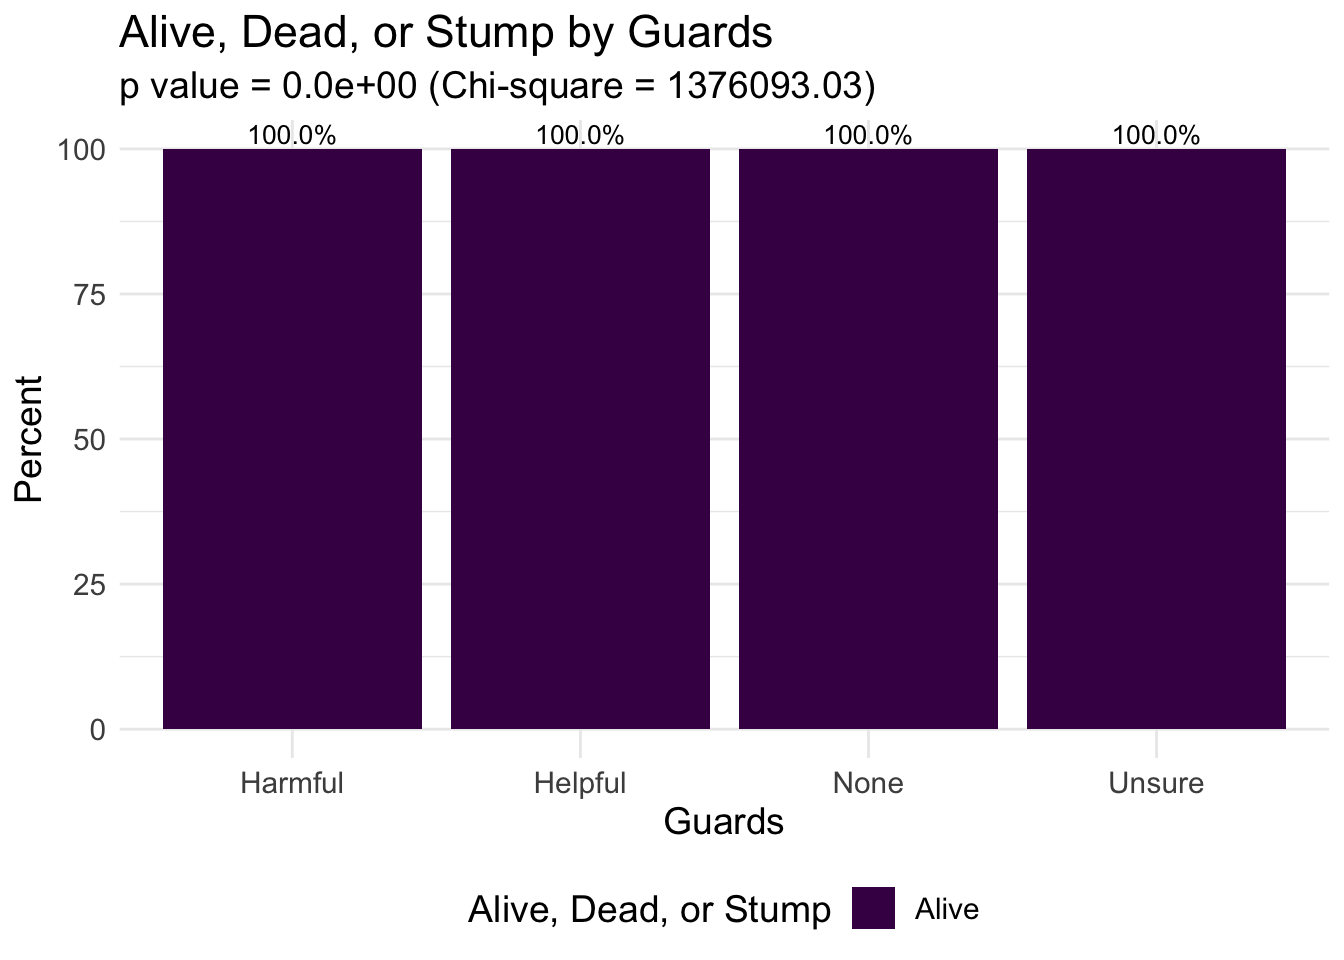 Alive, Dead, or Stump by Guards
p value = 0.0e+00 (Chi-square = 1376093.03)
100.0% 100.0% 100.0% 100.0%
100
75
50
25
0
Percent
Harmful Helpful None Unsure
Guards
Alive, Dead, or Stump Alive